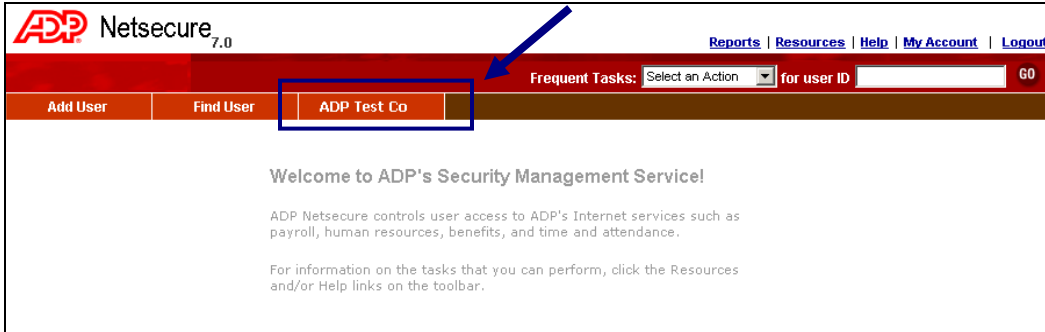 ADP Netsecure 7.0
Reports | Resources | Help | My Account | Logout
Frequent Tasks: Select an Action for user ID GO
Add User Find User ADP Test Co
Welcome to ADP's Security Management Service!
ADP Netsecure controls user access to ADP's Internet services such as
payroll, human resources, benefits, and time and attendance.
For information on the tasks that you can perform, click the Resources
and/or Help links on the toolbar.